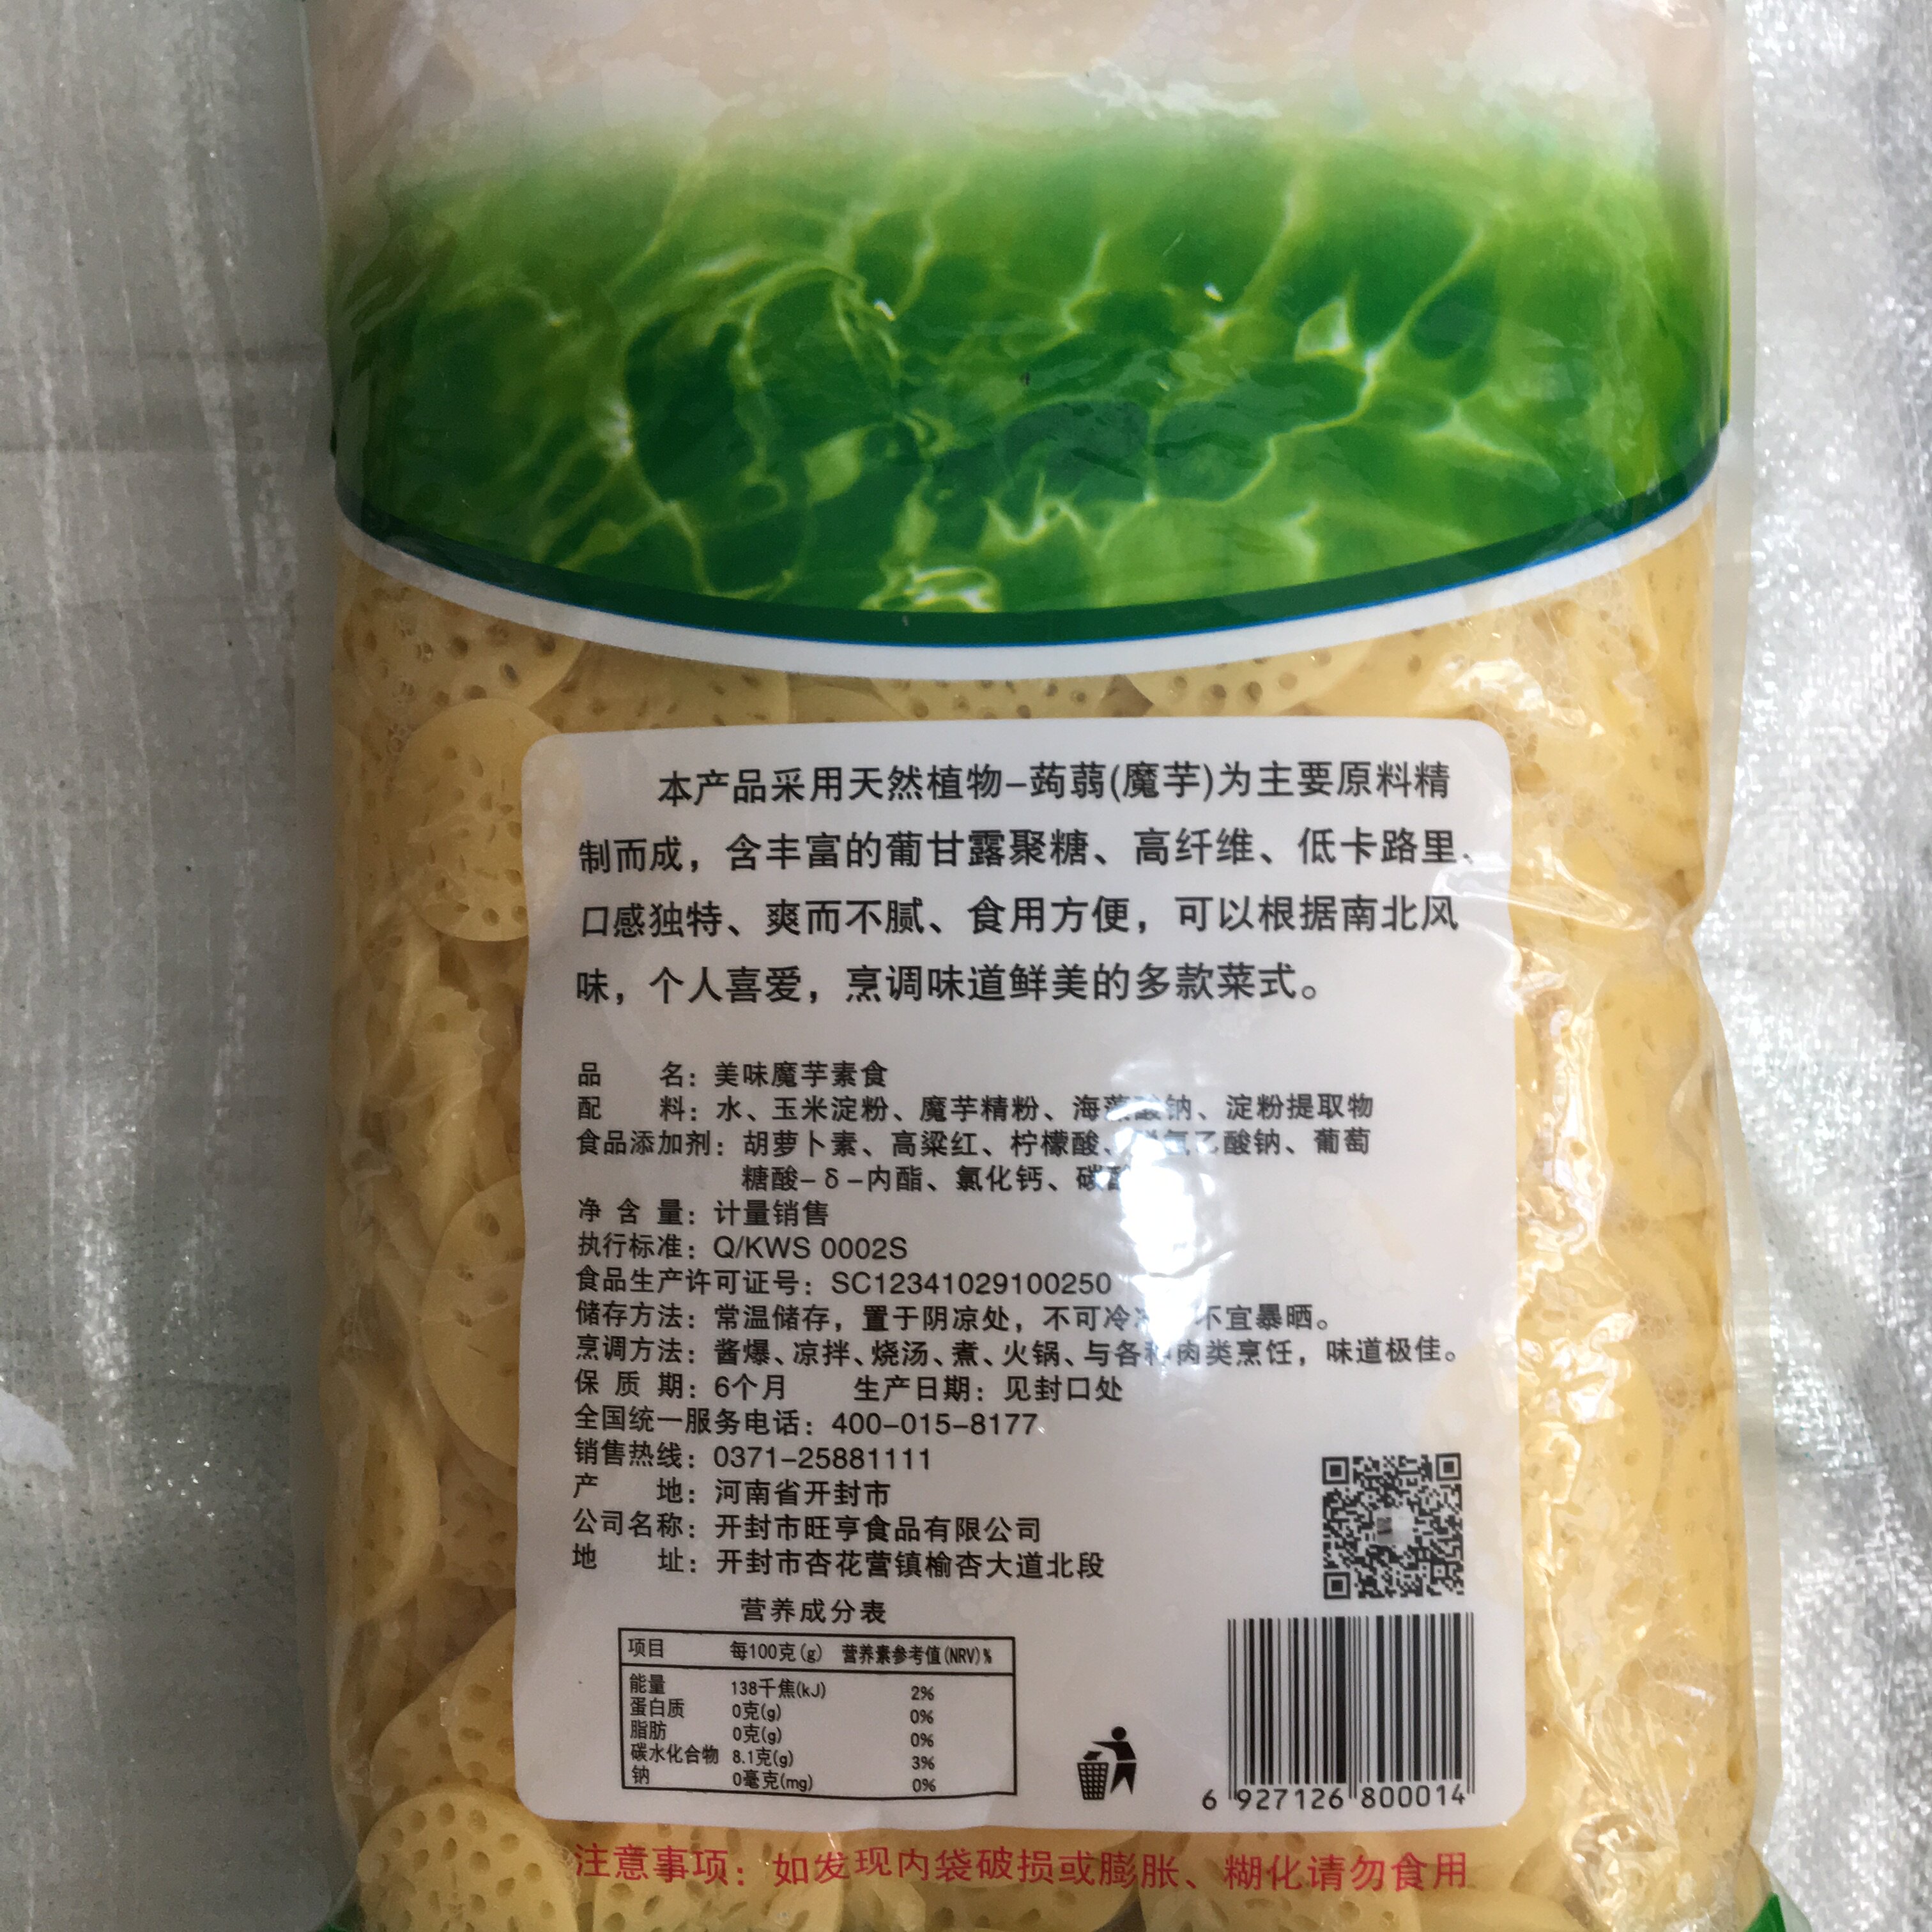 本产品采用天然植物-蒟蒻(魔芋)为主要原料精
制而成，含丰富的葡甘露聚糖、高纤维、低卡路里、
口感独特、爽而不腻、食用方便，可以根据南北风
味，个人喜爱，烹调味道鲜美的多款菜式。
品 名：美味魔芋素食
配 料：水、玉米淀粉、魔芋精粉、海藻酸钠、淀粉提取物
食品添加剂：胡萝卜素、高粱红、柠檬酸、脱氢乙酸钠、葡萄
糖酸-δ-内酯、氯化钙、碳
净 含 量：计量销售
执行标准：Q/KWS 0002S
食品生产许可证号：SC12341029100250
储存方法：常温储存，置于阴凉处，不可冷 不宜暴晒。
烹调方法：酱爆、凉拌、烧汤、煮、火锅、与各种肉类烹饪，味道极佳。
保 质 期：6个月 生产日期：见封口处
全国统一服务电话：400-015-8177
销售热线：0371-25881111
产 地：河南省开封市
公司名称：开封市旺亨食品有限公司
地 址：开封市杏花营镇榆杏大道北段
营养成分表
项目 每100克(g) 营养素参考值(NRV)%
能量 138千焦(kJ) 2%
蛋白质 0克(g) 0%
脂肪 0克(g) 0%
碳水化合物 8.1克(g) 3%
钠 0毫克(mg) 0%
6 927126 800014
注意事项：如发现内袋破损或膨胀、糊化请勿食用